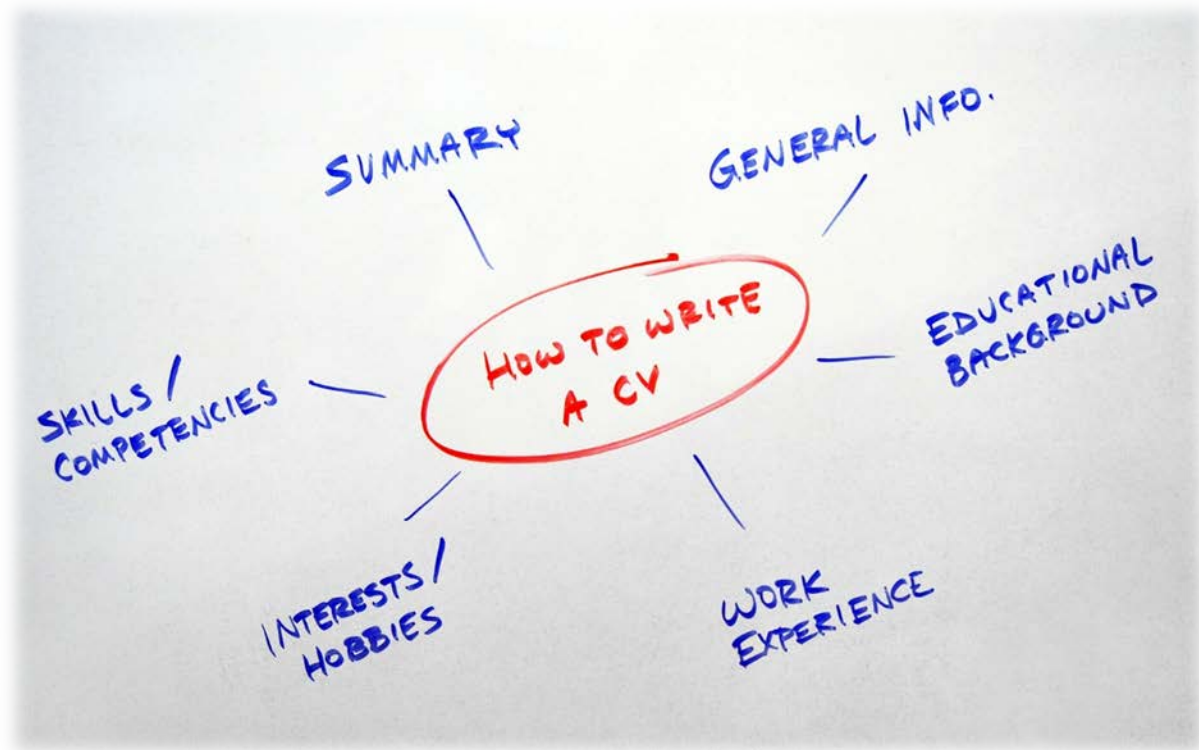 SUMMARY
GENERAL INFO.
HOW TO WRITE
A CV
EDUCATIONAL
BACKGROUND
SKILLS /
COMPETENCIES
INTERESTS /
HOBBIES
WORK
EXPERIENCE